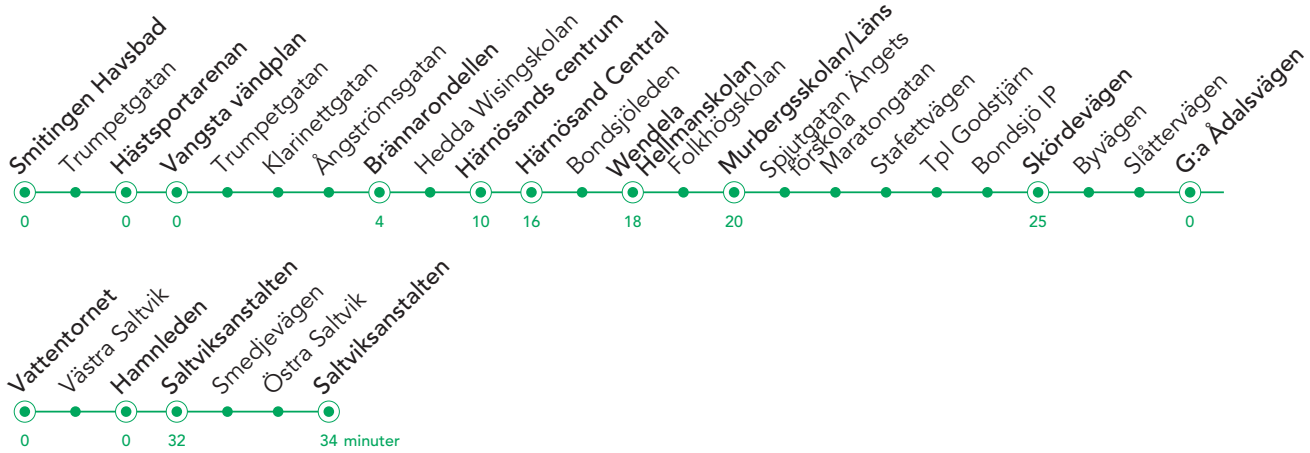 Smitingen Havsbad
Trumpetgatan
Hästsportarenan
Vangsta vändplan
Trumpetgatan
Klarinettgatan
Ångströmsgatan
Brännarondellen
Hedda Wisingskolan
Härnösands centrum
Härnösand Central
Bondsjöleden
Wendela
Hellmanskolan
Folkhögskolan
Murbergsskolan/Läns
Spjutgatan Ängets
förskola
Maratongatan
Stafettvägen
Tpl Godstjärn
Bondsjö IP
Skördevägen
Byvägen
Slåttervägen
G:a Ådalsvägen
0 0 0 4 10 16 18 20 25 0
Vattentornet
Västra Saltvik
Hamnleden
Saltviksanstalten
Smedjevägen
Östra Saltvik
Saltviksanstalten
0 0 32 34 minuter